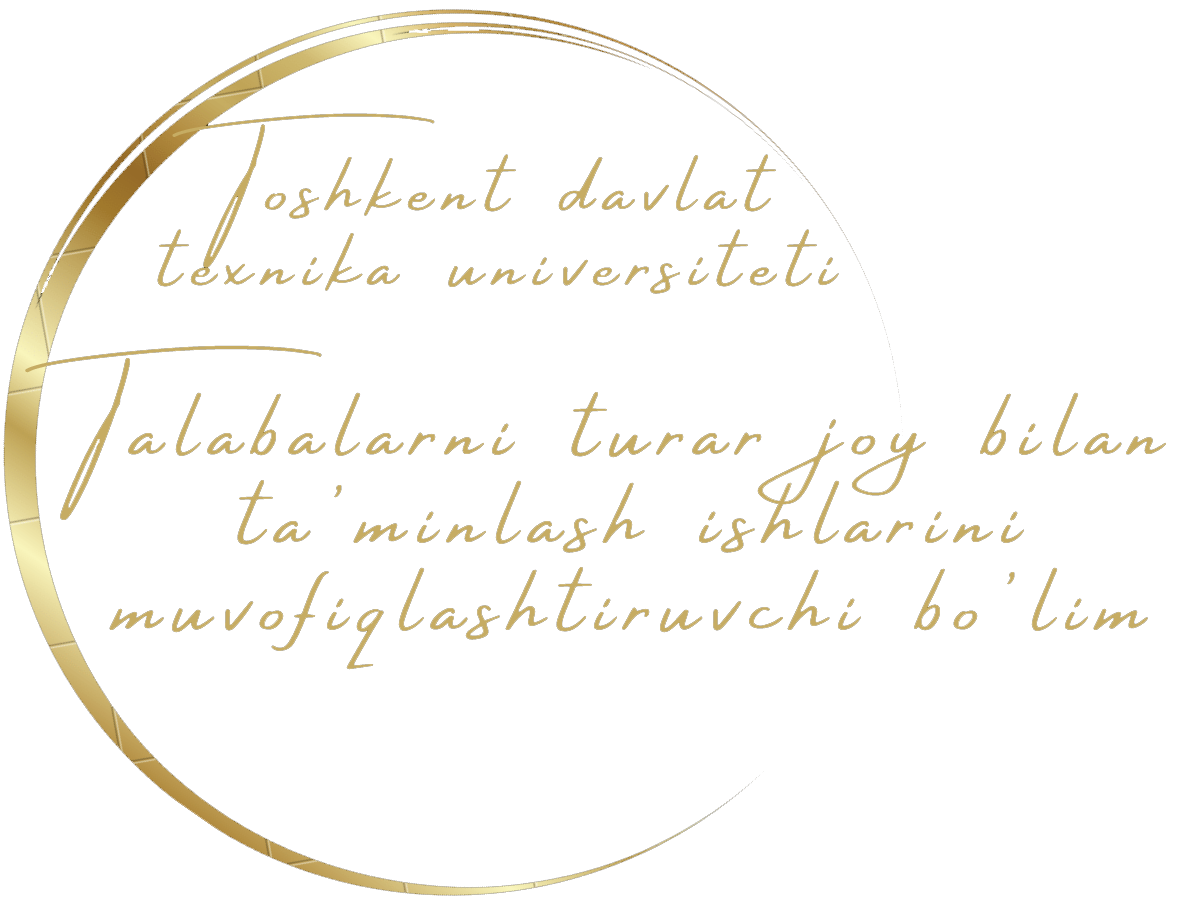 Toshkent davlat
texnika universiteti
Talabalarni turar joy bilan
ta'minlash ishlarini
muvofiqlashtiruvchi bo'lim